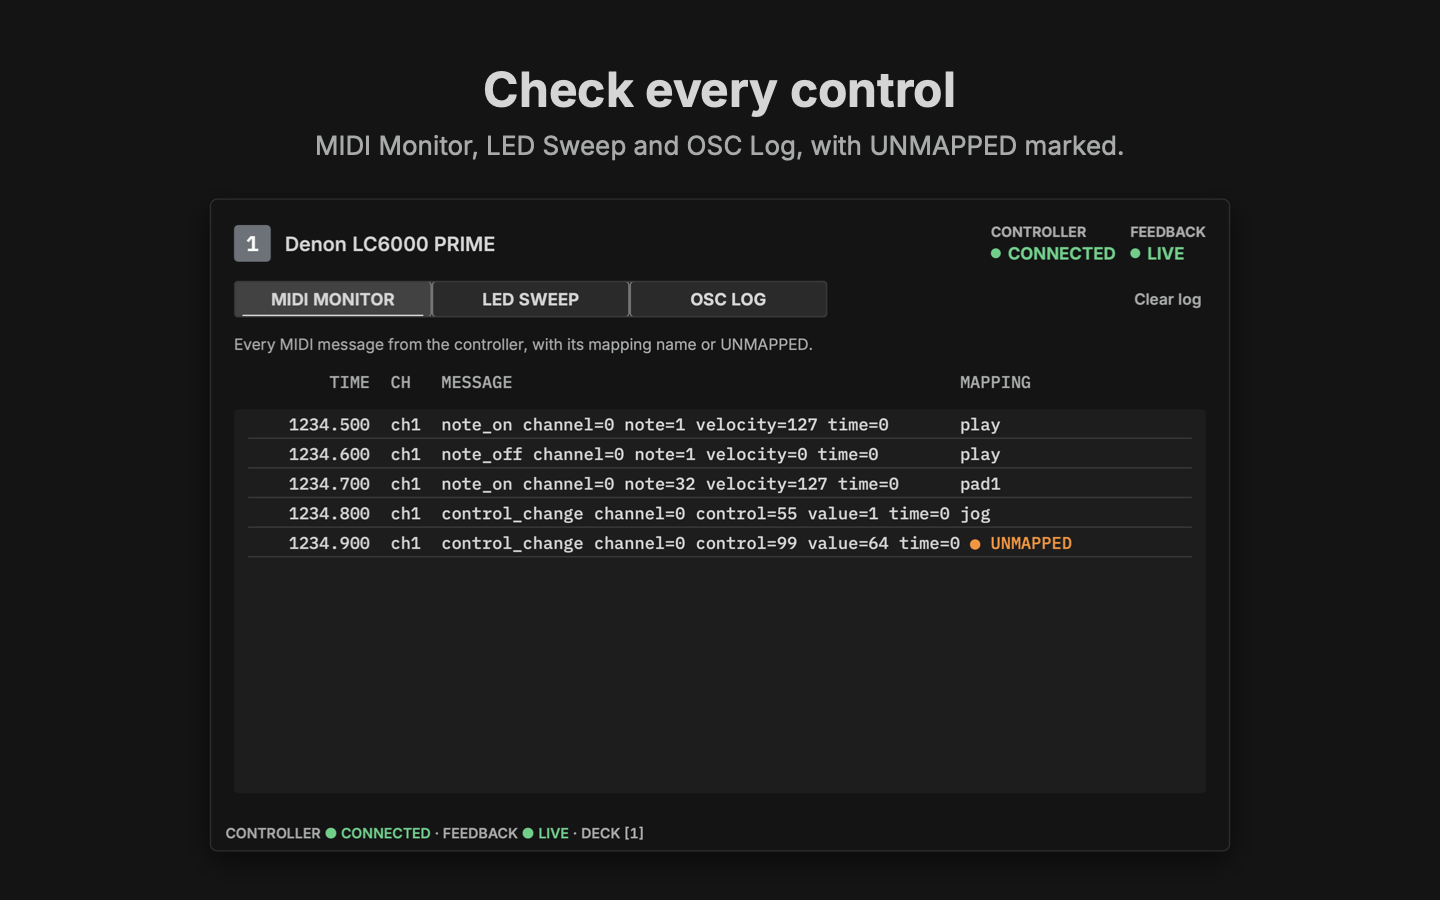 Check every control
MIDI Monitor, LED Sweep and OSC Log, with UNMAPPED marked.
1 Denon LC6000 PRIME
CONTROLLER FEEDBACK
● CONNECTED ● LIVE
MIDI MONITOR LED SWEEP OSC LOG Clear log
Every MIDI message from the controller, with its mapping name or UNMAPPED.
TIME CH MESSAGE MAPPING
1234.500 ch1 note_on channel=0 note=1 velocity=127 time=0 play
1234.600 ch1 note_off channel=0 note=1 velocity=0 time=0 play
1234.700 ch1 note_on channel=0 note=32 velocity=127 time=0 pad1
1234.800 ch1 control_change channel=0 control=55 value=1 time=0 jog
1234.900 ch1 control_change channel=0 control=99 value=64 time=0 ● UNMAPPED
CONTROLLER ● CONNECTED · FEEDBACK ● LIVE · DECK [1]